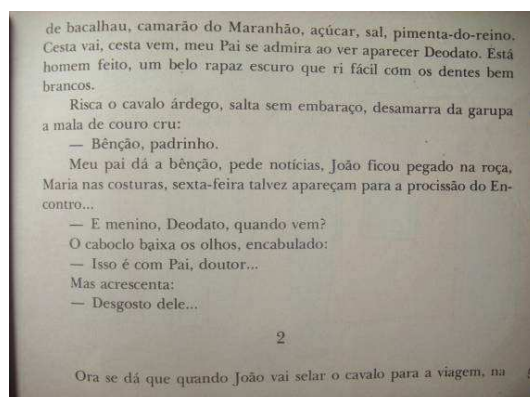 de bacalhau, camarão do Maranhão, açúcar, sal, pimenta-do-reino.
Cesta vai, cesta vem, meu Pai se admira ao ver aparecer Deodato. Está
homem feito, um belo rapaz escuro que ri fácil com os dentes bem
brancos.
Risca o cavalo árdego, salta sem embaraço, desamarra da garupa
a mala de couro cru:
— Bênção, padrinho.
Meu pai dá a bênção, pede notícias, João ficou pegado na roça,
Maria nas costuras, sexta-feira talvez apareçam para a procissão do En-
contro...
— E menino, Deodato, quando vem?
O caboclo baixa os olhos, encabulado:
— Isso é com Pai, doutor...
Mas acrescenta:
— Desgosto dele...
2
Ora se dá que quando João vai selar o cavalo para a viagem, na